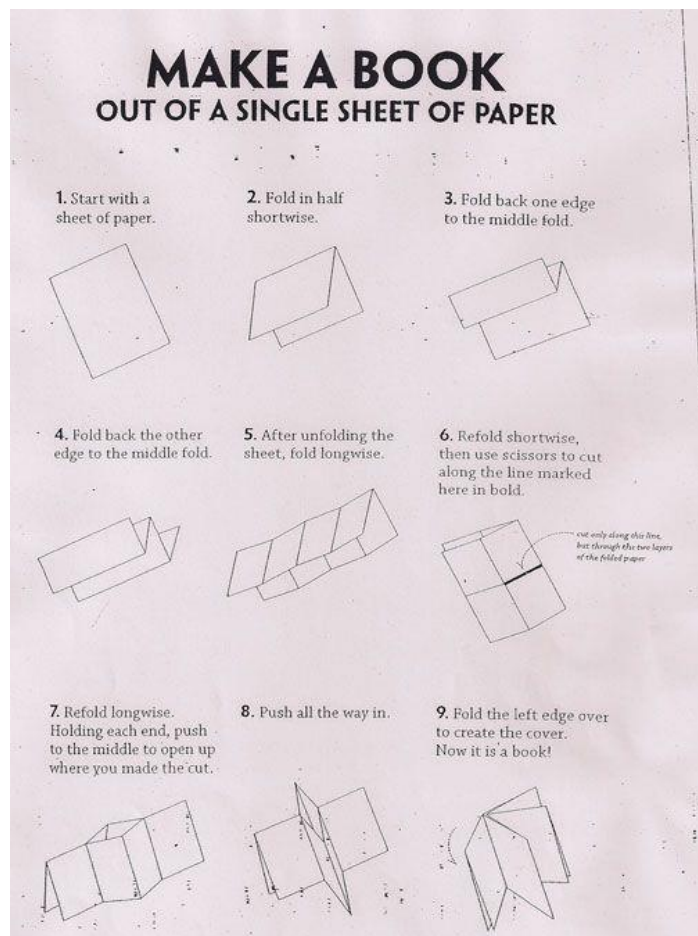 MAKE A BOOK
OUT OF A SINGLE SHEET OF PAPER
1. Start with a
sheet of paper.
2. Fold in half
shortwise.
3. Fold back one edge
to the middle fold.
4. Fold back the other
edge to the middle fold.
5. After unfolding the
sheet, fold longwise.
6. Refold shortwise,
then use scissors to cut
along the line marked
here in bold.
cut only along this line,
but through the two layers
of the folded paper
7. Refold longwise.
Holding each end, push
to the middle to open up
where you made the cut.
8. Push all the way in.
9. Fold the left edge over
to create the cover.
Now it is a book!